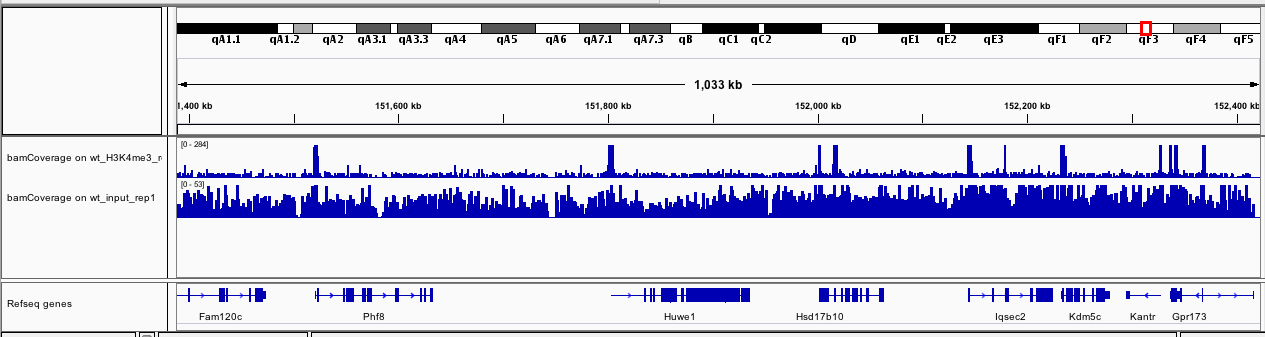 qA1.1 qA1.2 qA2 qA3.1 qA3.3 qA4 qA5 qA6 qA7.1 qA7.3 qB qC1 qC2 qD qE1 qE2 qE3 qF1 qF2 qF3 qF4 qF5
1,033 kb
1,400 kb 151,600 kb 151,800 kb 152,000 kb 152,200 kb 152,400 kb
[0 - 284]
bamCoverage on wt_H3K4me3_r
[0 - 53]
bamCoverage on wt_input_rep1
Refseq genes
Fam120c Phf8 Huwe1 Hsd17b10 Iqsec2 Kdm5c Kantr Gpr173